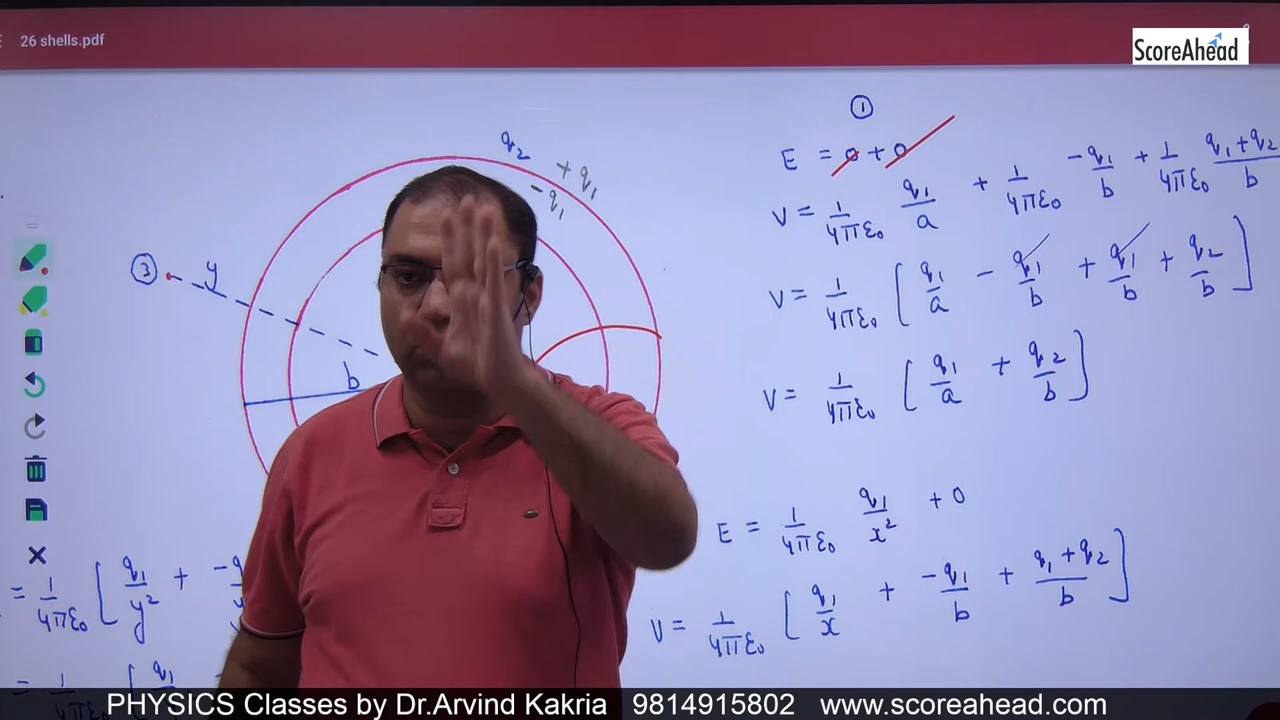 26 shells.pdf
ScoreAhead
①
E = 0 + 0
V = 1/4πε₀ q₁/a + 1/4πε₀ -q₁/b + 1/4πε₀ q₁+q₂/b
V = 1/4πε₀ [ q₁/a - q₁/b + q₁/b + q₂/b ]
V = 1/4πε₀ [ q₁/a + q₂/b ]
E = 1/4πε₀ q₁/x² + 0
V = 1/4πε₀ [ q₁/x + -q₁/b + q₁+q₂/b ]
q₂
+q₁
-q₁
③ y
b
= 1/4πε₀ [ q₁/y² + -q
= 1 [ q₁
PHYSICS Classes by Dr.Arvind Kakria 9814915802 www.scoreahead.com